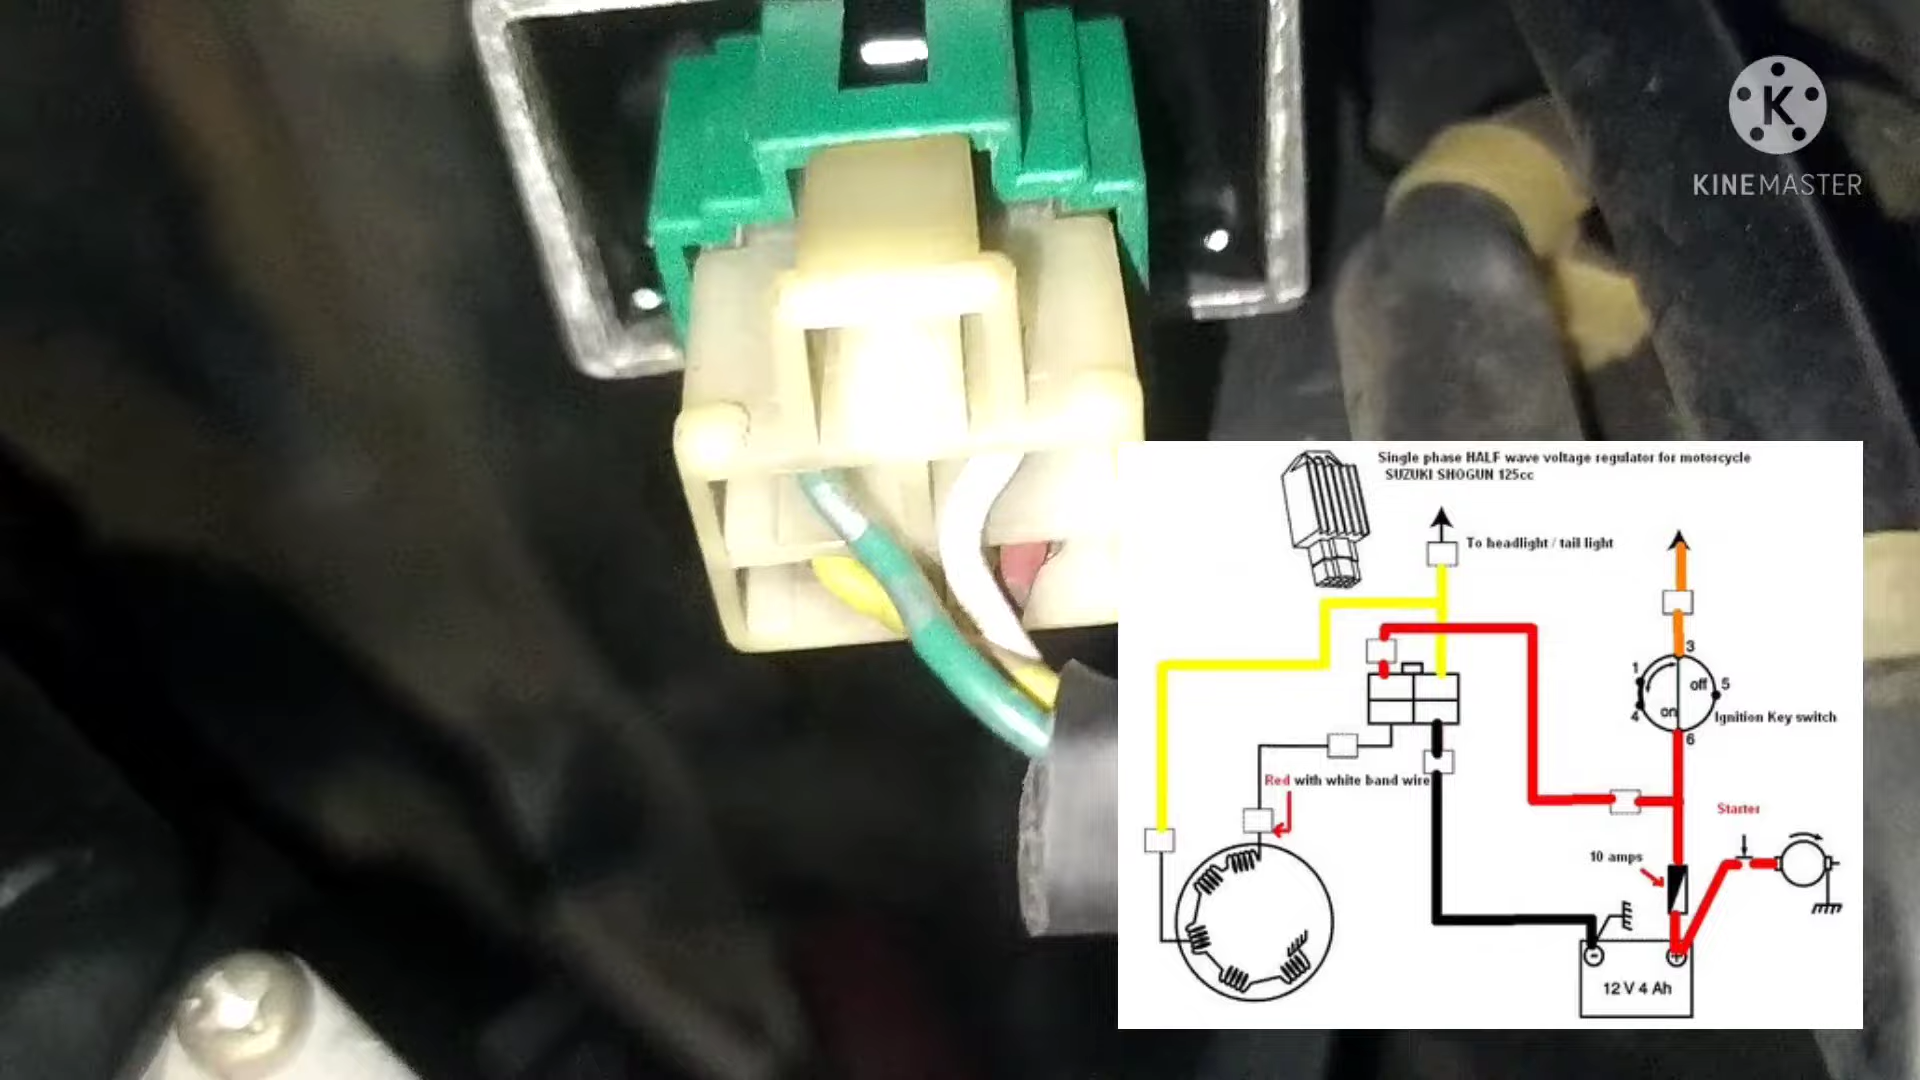 K
KINEMASTER
Single phase HALF wave voltage regulator for motorcycle
SUZUKI SHOGUN 125cc
To headlight / tail light
3
1
off
5
4
on
Ignition Key switch
6
Red with white band wire
Starter
10 amps
-
+
12 V 4 Ah